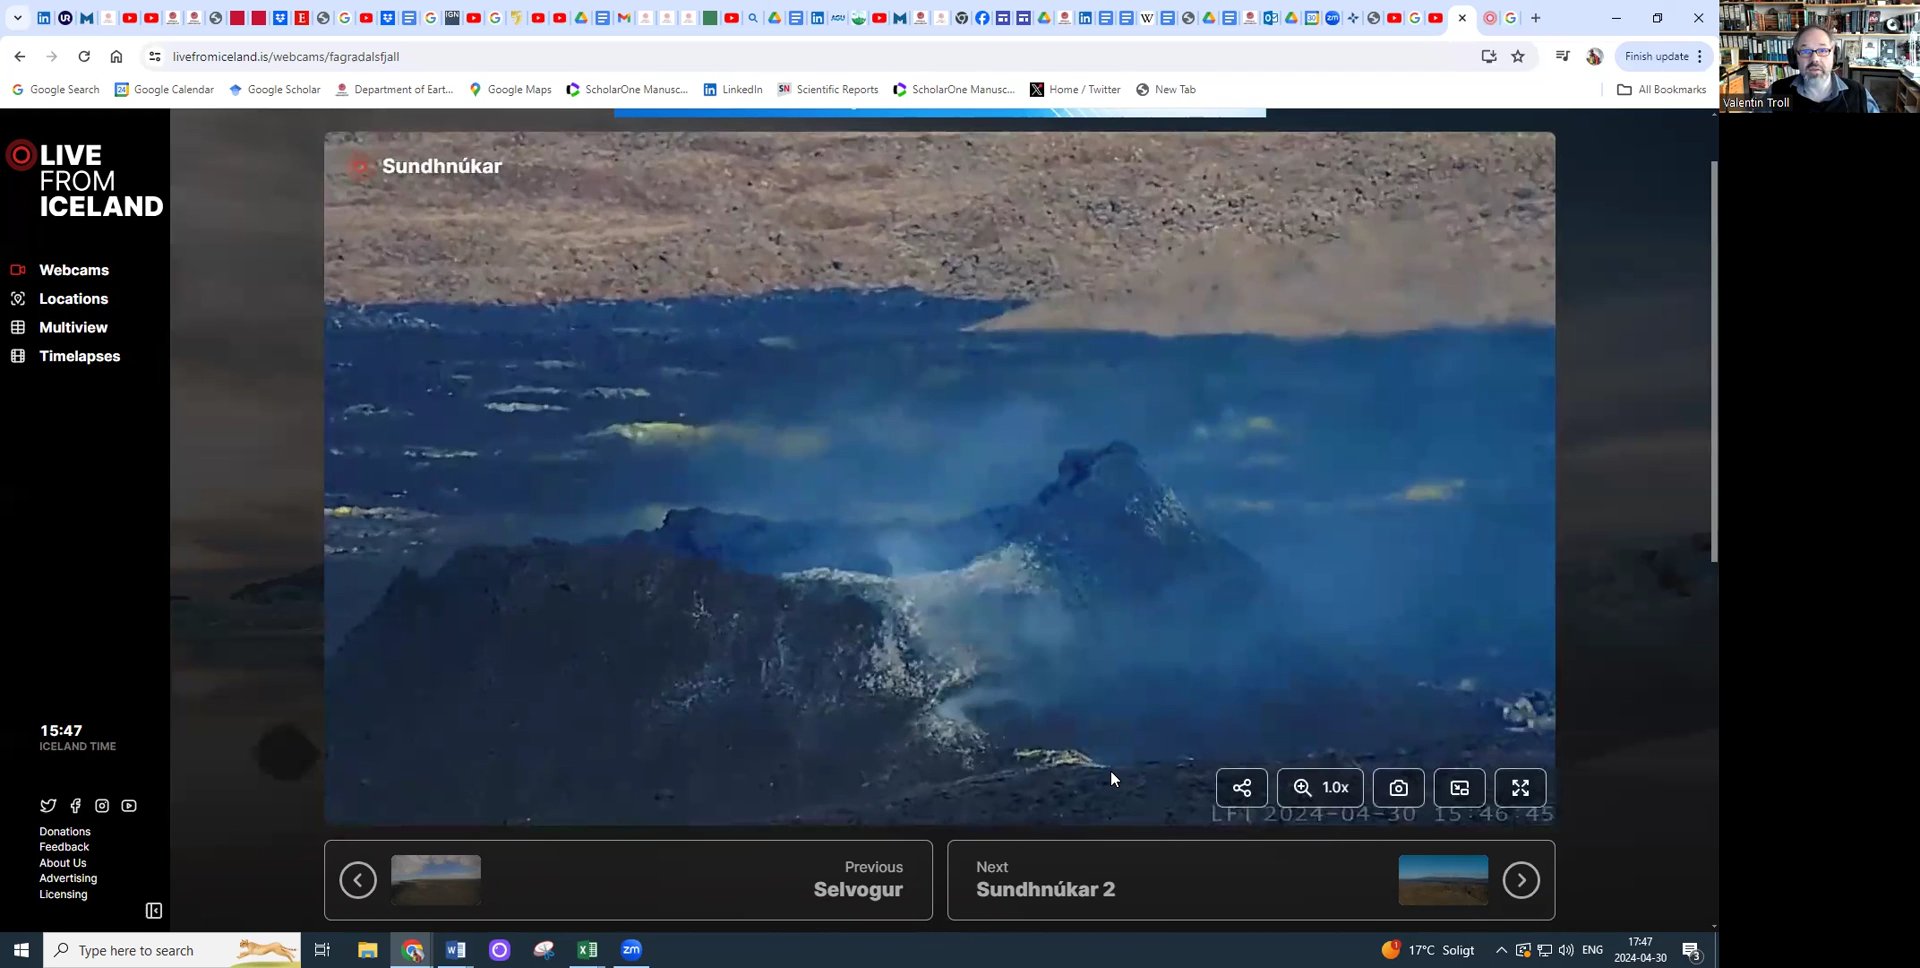 livefromiceland.is/webcams/fagradalsfjall
Finish update
Google Search
Google Calendar
Google Scholar
Department of Eart...
Google Maps
ScholarOne Manusc...
LinkedIn
Scientific Reports
ScholarOne Manusc...
Home / Twitter
New Tab
All Bookmarks
Valentin Troll
LIVE
FROM
ICELAND
Sundhnúkar
Webcams
Locations
Multiview
Timelapses
15:47
ICELAND TIME
Donations
Feedback
About Us
Advertising
Licensing
1.0x
LFI 2024-04-30 15:46:45
Previous
Selvogur
Next
Sundhnúkar 2
Type here to search
17°C Soligt
ENG
17:47
2024-04-30